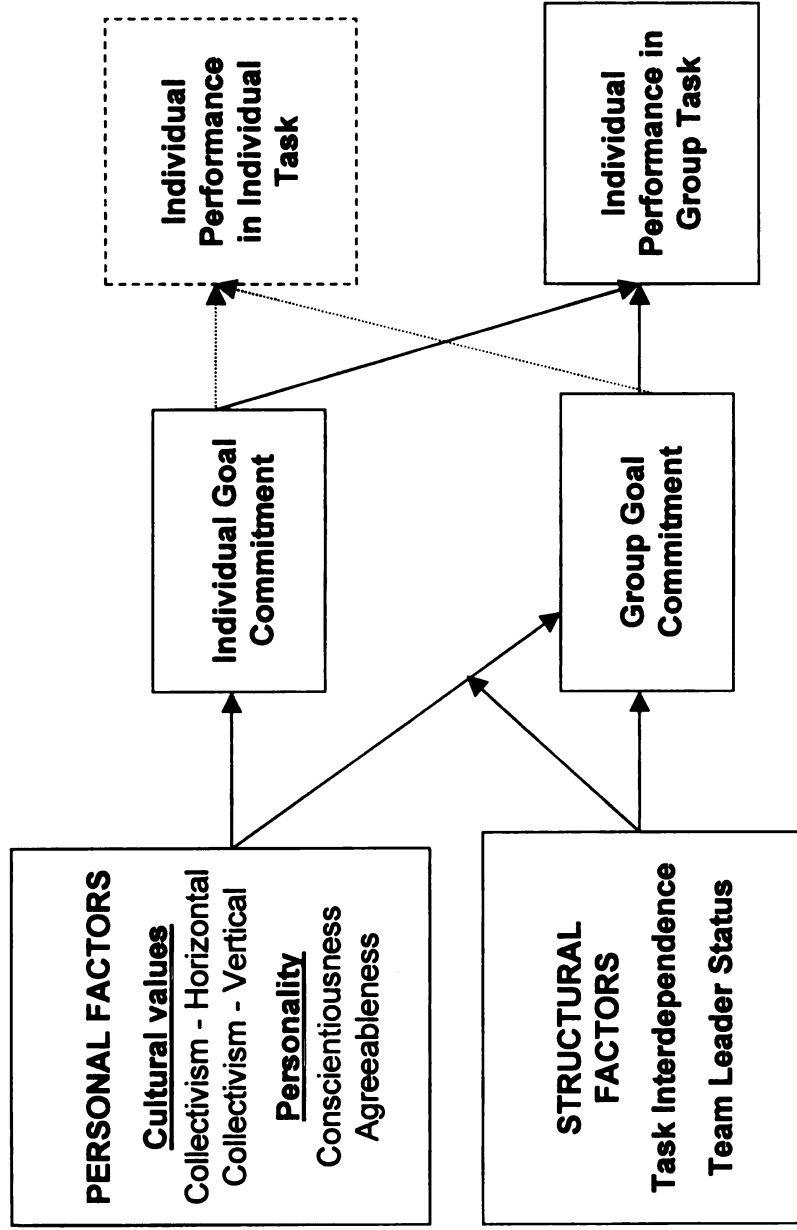 PERSONAL FACTORS
Cultural values
Collectivism - Horizontal
Collectivism - Vertical
Personality
Conscientiousness
Agreeableness
STRUCTURAL
FACTORS
Task Interdependence
Team Leader Status
Individual Goal
Commitment
Group Goal
Commitment
Individual
Performance
in Individual
Task
Individual
Performance in
Group Task